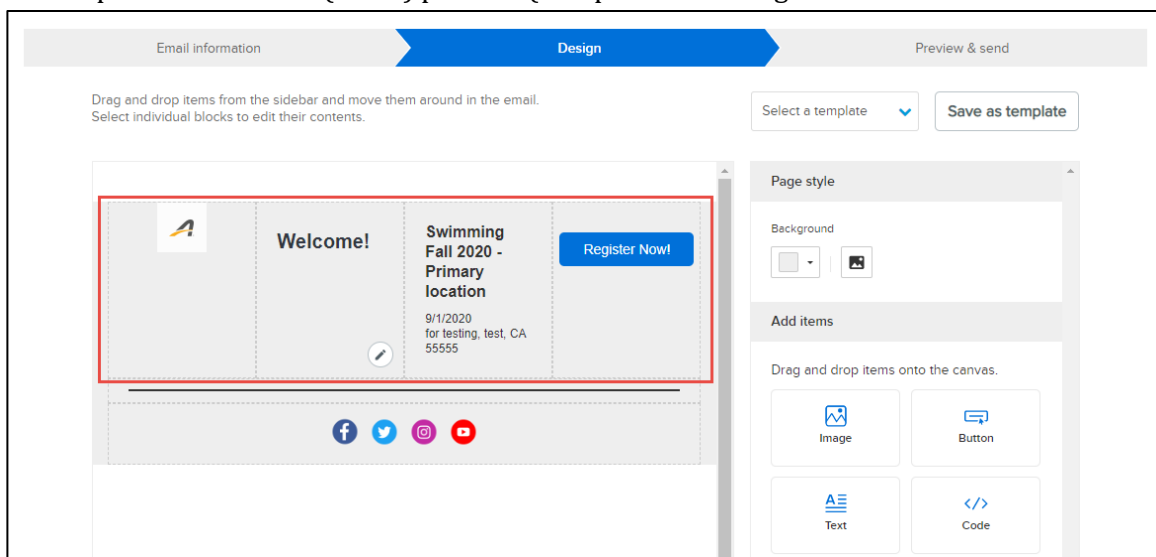 Email information
Design
Preview & send
Drag and drop items from the sidebar and move them around in the email.
Select individual blocks to edit their contents.
Select a template
Save as template
Welcome!
Swimming
Fall 2020 -
Primary
location
9/1/2020
for testing, test, CA
55555
Register Now!
Page style
Background
Add items
Drag and drop items onto the canvas.
Image
Button
Text
Code